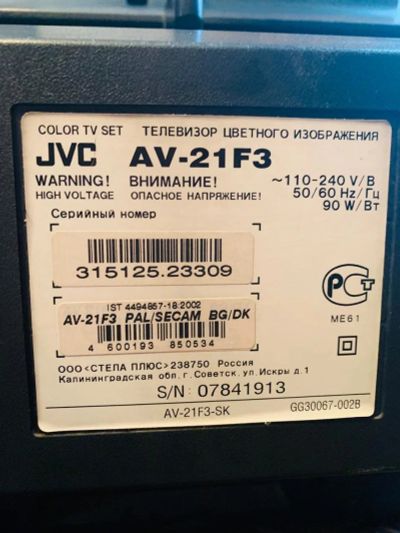 COLOR TV SET ТЕЛЕВИЗОР ЦВЕТНОГО ИЗОБРАЖЕНИЯ
JVC AV-21F3
WARNING! ВНИМАНИЕ! ~110-240 V/В
HIGH VOLTAGE ОПАСНОЕ НАПРЯЖЕНИЕ! 50/60 Hz/Гц
90 W/Вт
Серийный номер
315125.23309
РСТ
МЕ61
IST 4494857-18:2002
AV-21F3 PAL/SECAM BG/DK
4 600193 850534
ООО <СТЕЛА ПЛЮС>238750 Россия
Калининградская обл.г.Советск.ул.Искры д.1
S/N: 07841913
AV-21F3-SK GG30067-002B